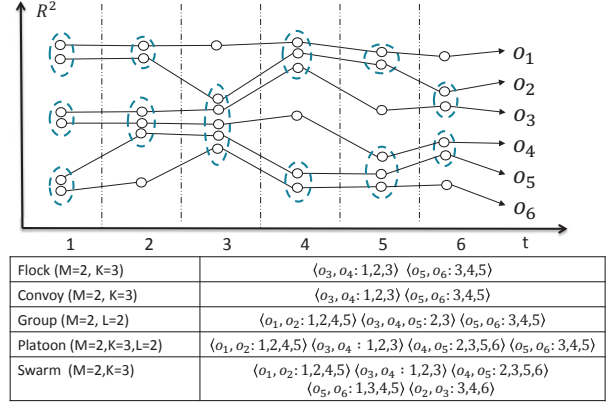 R²
o₁
o₂
o₃
o₄
o₅
o₆
1 2 3 4 5 6 t
Flock (M=2, K=3) ⟨o₃, o₄: 1,2,3⟩ ⟨o₅, o₆: 3,4,5⟩
Convoy (M=2, K=3) ⟨o₃, o₄: 1,2,3⟩ ⟨o₅, o₆: 3,4,5⟩
Group (M=2, L=2) ⟨o₁, o₂: 1,2,4,5⟩ ⟨o₃, o₄, o₅: 2,3⟩ ⟨o₅, o₆: 3,4,5⟩
Platoon (M=2,K=3,L=2) ⟨o₁, o₂: 1,2,4,5⟩ ⟨o₃, o₄ : 1,2,3⟩ ⟨o₄, o₅: 2,3,5,6⟩ ⟨o₅, o₆: 3,4,5⟩
Swarm (M=2,K=3) ⟨o₁, o₂: 1,2,4,5⟩ ⟨o₃, o₄ : 1,2,3⟩ ⟨o₄, o₅: 2,3,5,6⟩
⟨o₅, o₆: 1,3,4,5⟩ ⟨o₂, o₃: 3,4,6⟩